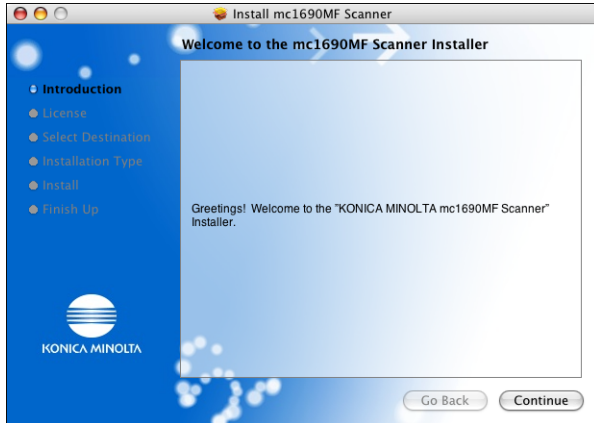 Install mc1690MF Scanner
Welcome to the mc1690MF Scanner Installer
Introduction
License
Select Destination
Installation Type
Install
Finish Up
Greetings! Welcome to the "KONICA MINOLTA mc1690MF Scanner"
Installer.
KONICA MINOLTA
Go Back
Continue